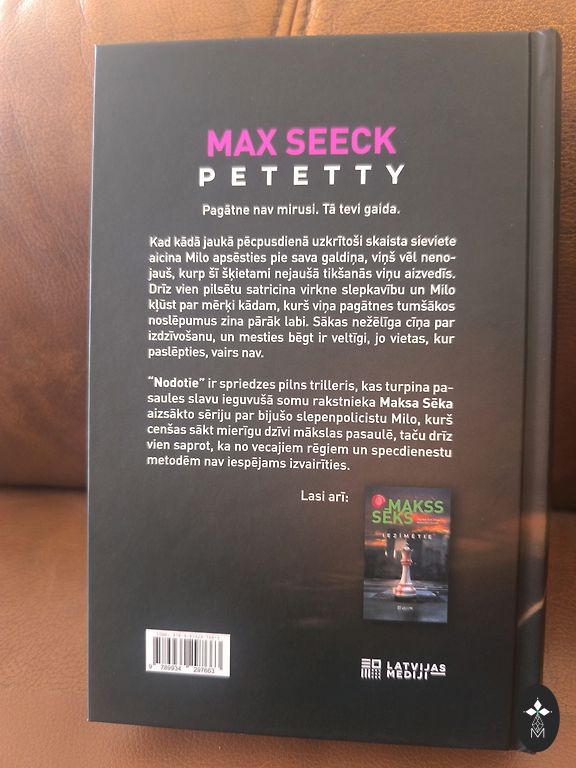 MAX SEECK
PETETTY
Pagātne nav mirusi. Tā tevi gaida.
Kad kādā jaukā pēcpusdienā uzkrītoši skaista sieviete
aicina Milo apsēsties pie sava galdiņa, viņš vēl neno-
jauš, kurp šī šķietami nejaušā tikšanās viņu aizvedīs.
Drīz vien pilsētu satricina virkne slepkavību un Milo
kļūst par mērķi kādam, kurš viņa pagātnes tumšākos
noslēpumus zina pārāk labi. Sākas nežēlīga cīņa par
izdzīvošanu, un mesties bēgt ir veltīgi, jo vietas, kur
paslēpties, vairs nav.
“Nodotie” ir spriedzes pilns trilleris, kas turpina pa-
saules slavu ieguvušā somu rakstnieka Maksa Sēka
aizsākto sēriju par bijušo slepenpolicistu Milo, kurš
cenšas sākt mierīgu dzīvi mākslas pasaulē, taču drīz
vien saprot, ka no vecajiem rēgiem un specdienestu
metodēm nav iespējams izvairīties.
Lasi arī:
MAKSS
SĒKS
IEZĪMĒTIE
9 789934 297663
LATVIJAS
MEDIJI
M